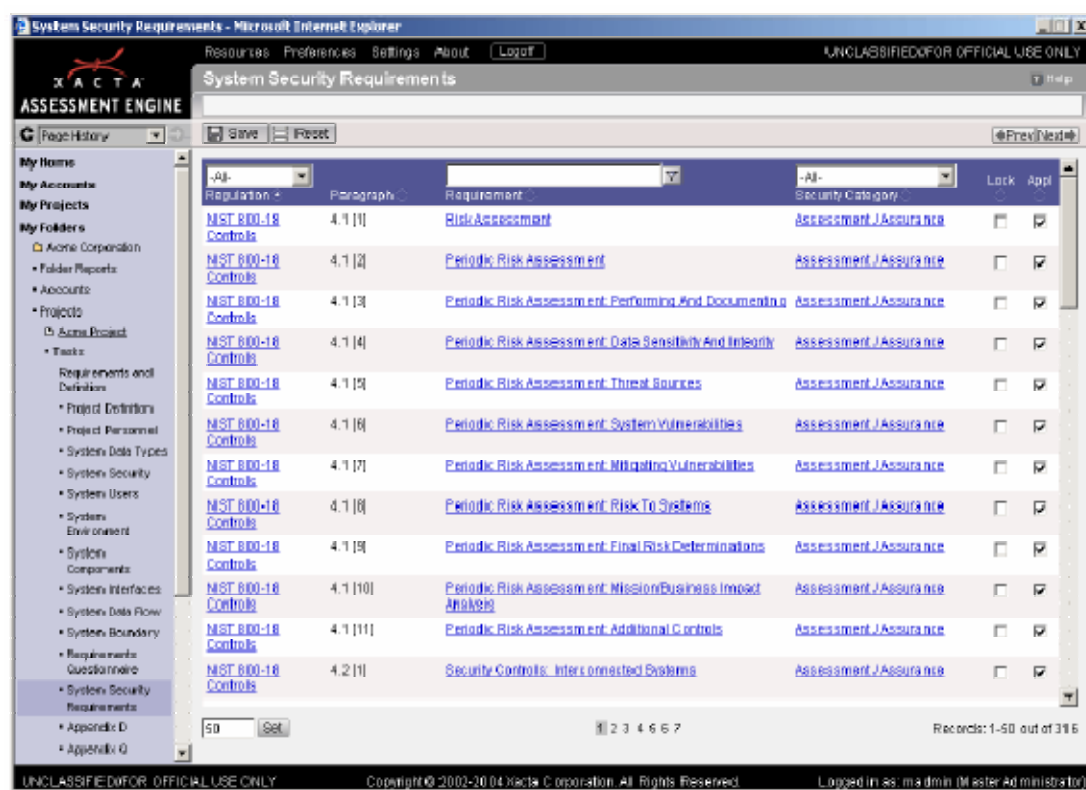 System Security Requirements - Microsoft Internet Explorer
Resources Preferences Settings About Logoff UNCLASSIFIED//FOR OFFICIAL USE ONLY
XACTA
ASSESSMENT ENGINE
System Security Requirements
Help
Page History
Save Reset
Prev Next
My Home
My Accounts
My Projects
My Folders
Acme Corporation
Folder Reports
Accounts
Projects
Acme Project
Tasks
Requirements and
Definition
Project Definition
Project Personnel
System Data Types
System Security
System Users
System
Environment
System
Components
System Interfaces
System Data Flow
System Boundary
Requirements
Questionnaire
System Security
Requirements
Appendix D
Appendix Q
-All- -All-
Regulation Paragraph Requirement Security Category Lock Appl
NIST 800-18 4.1 [1] Risk Assessment Assessment / Assurance
Controls
NIST 800-18 4.1 [2] Periodic Risk Assessment Assessment / Assurance
Controls
NIST 800-18 4.1 [3] Periodic Risk Assessment: Performing And Documenting Assessment / Assurance
Controls
NIST 800-18 4.1 [4] Periodic Risk Assessment: Data Sensitivity And Integrity Assessment / Assurance
Controls
NIST 800-18 4.1 [5] Periodic Risk Assessment: Threat Sources Assessment / Assurance
Controls
NIST 800-18 4.1 [6] Periodic Risk Assessment: System Vulnerabilities Assessment / Assurance
Controls
NIST 800-18 4.1 [7] Periodic Risk Assessment: Mitigating Vulnerabilities Assessment / Assurance
Controls
NIST 800-18 4.1 [8] Periodic Risk Assessment: Risk To Systems Assessment / Assurance
Controls
NIST 800-18 4.1 [9] Periodic Risk Assessment: Final Risk Determinations Assessment / Assurance
Controls
NIST 800-18 4.1 [10] Periodic Risk Assessment: Mission/Business Impact Assessment / Assurance
Controls Analysis
NIST 800-18 4.1 [11] Periodic Risk Assessment: Additional Controls Assessment / Assurance
Controls
NIST 800-18 4.2 [1] Security Controls: Interconnected Systems Assessment / Assurance
Controls
50 Set 1 2 3 4 5 6 7 Records: 1-50 out of 316
UNCLASSIFIED//FOR OFFICIAL USE ONLY Copyright © 2002-2004 Xacta Corporation. All Rights Reserved. Logged in as: madmin (Master Administrator)